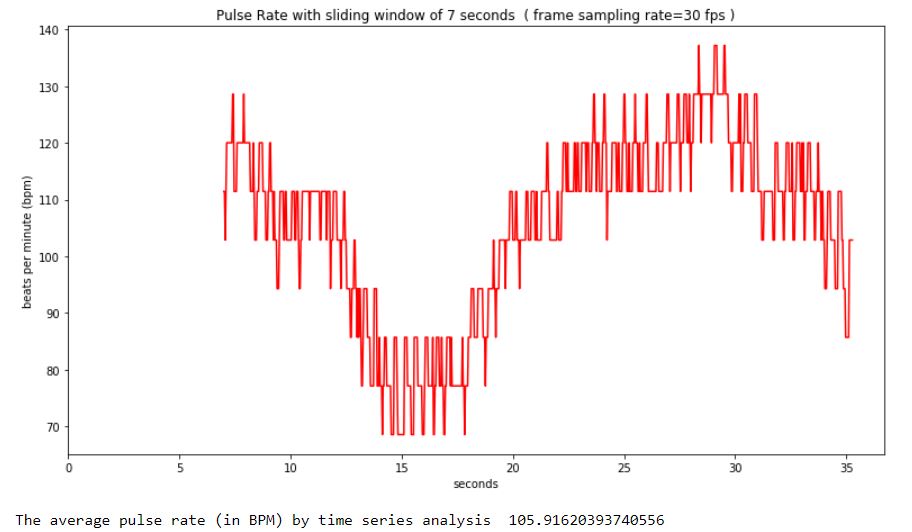 Pulse Rate with sliding window of 7 seconds ( frame sampling rate=30 fps )
140
130
120
110
100
90
80
70
beats per minute (bpm)
0 5 10 15 20 25 30 35
seconds
The average pulse rate (in BPM) by time series analysis 105.91620393740556